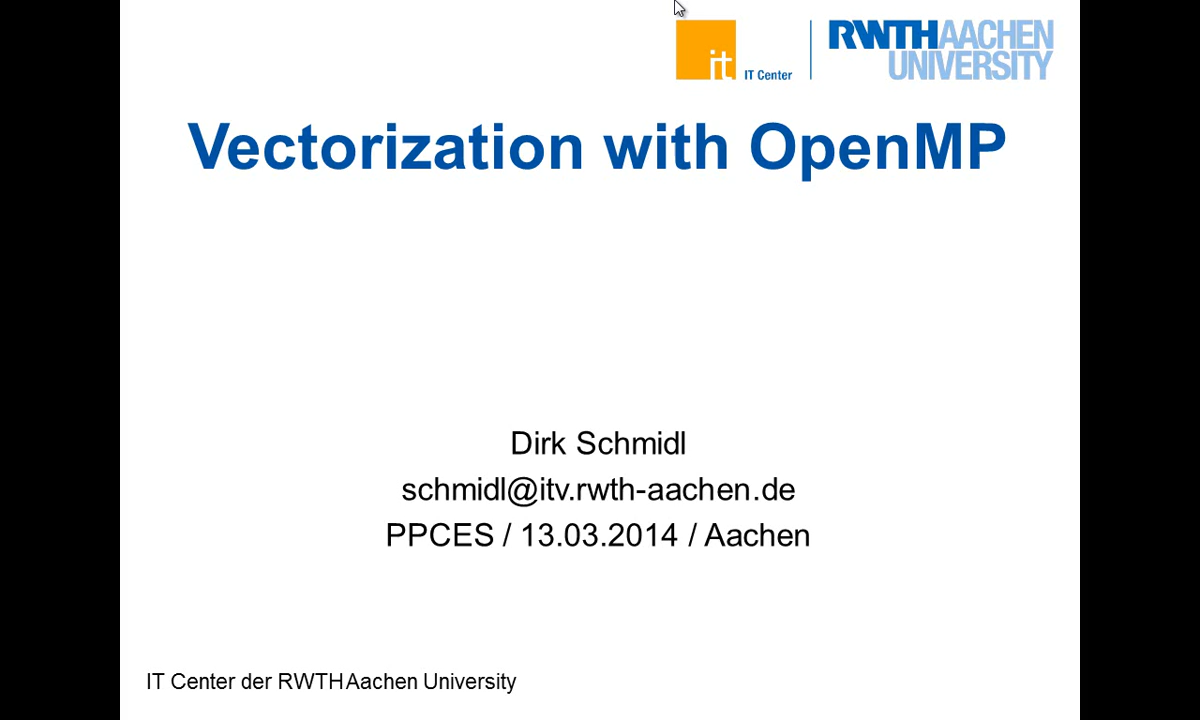 it IT Center
RWTHAACHEN
UNIVERSITY
Vectorization with OpenMP
Dirk Schmidl
schmidl@itv.rwth-aachen.de
PPCES / 13.03.2014 / Aachen
IT Center der RWTH Aachen University